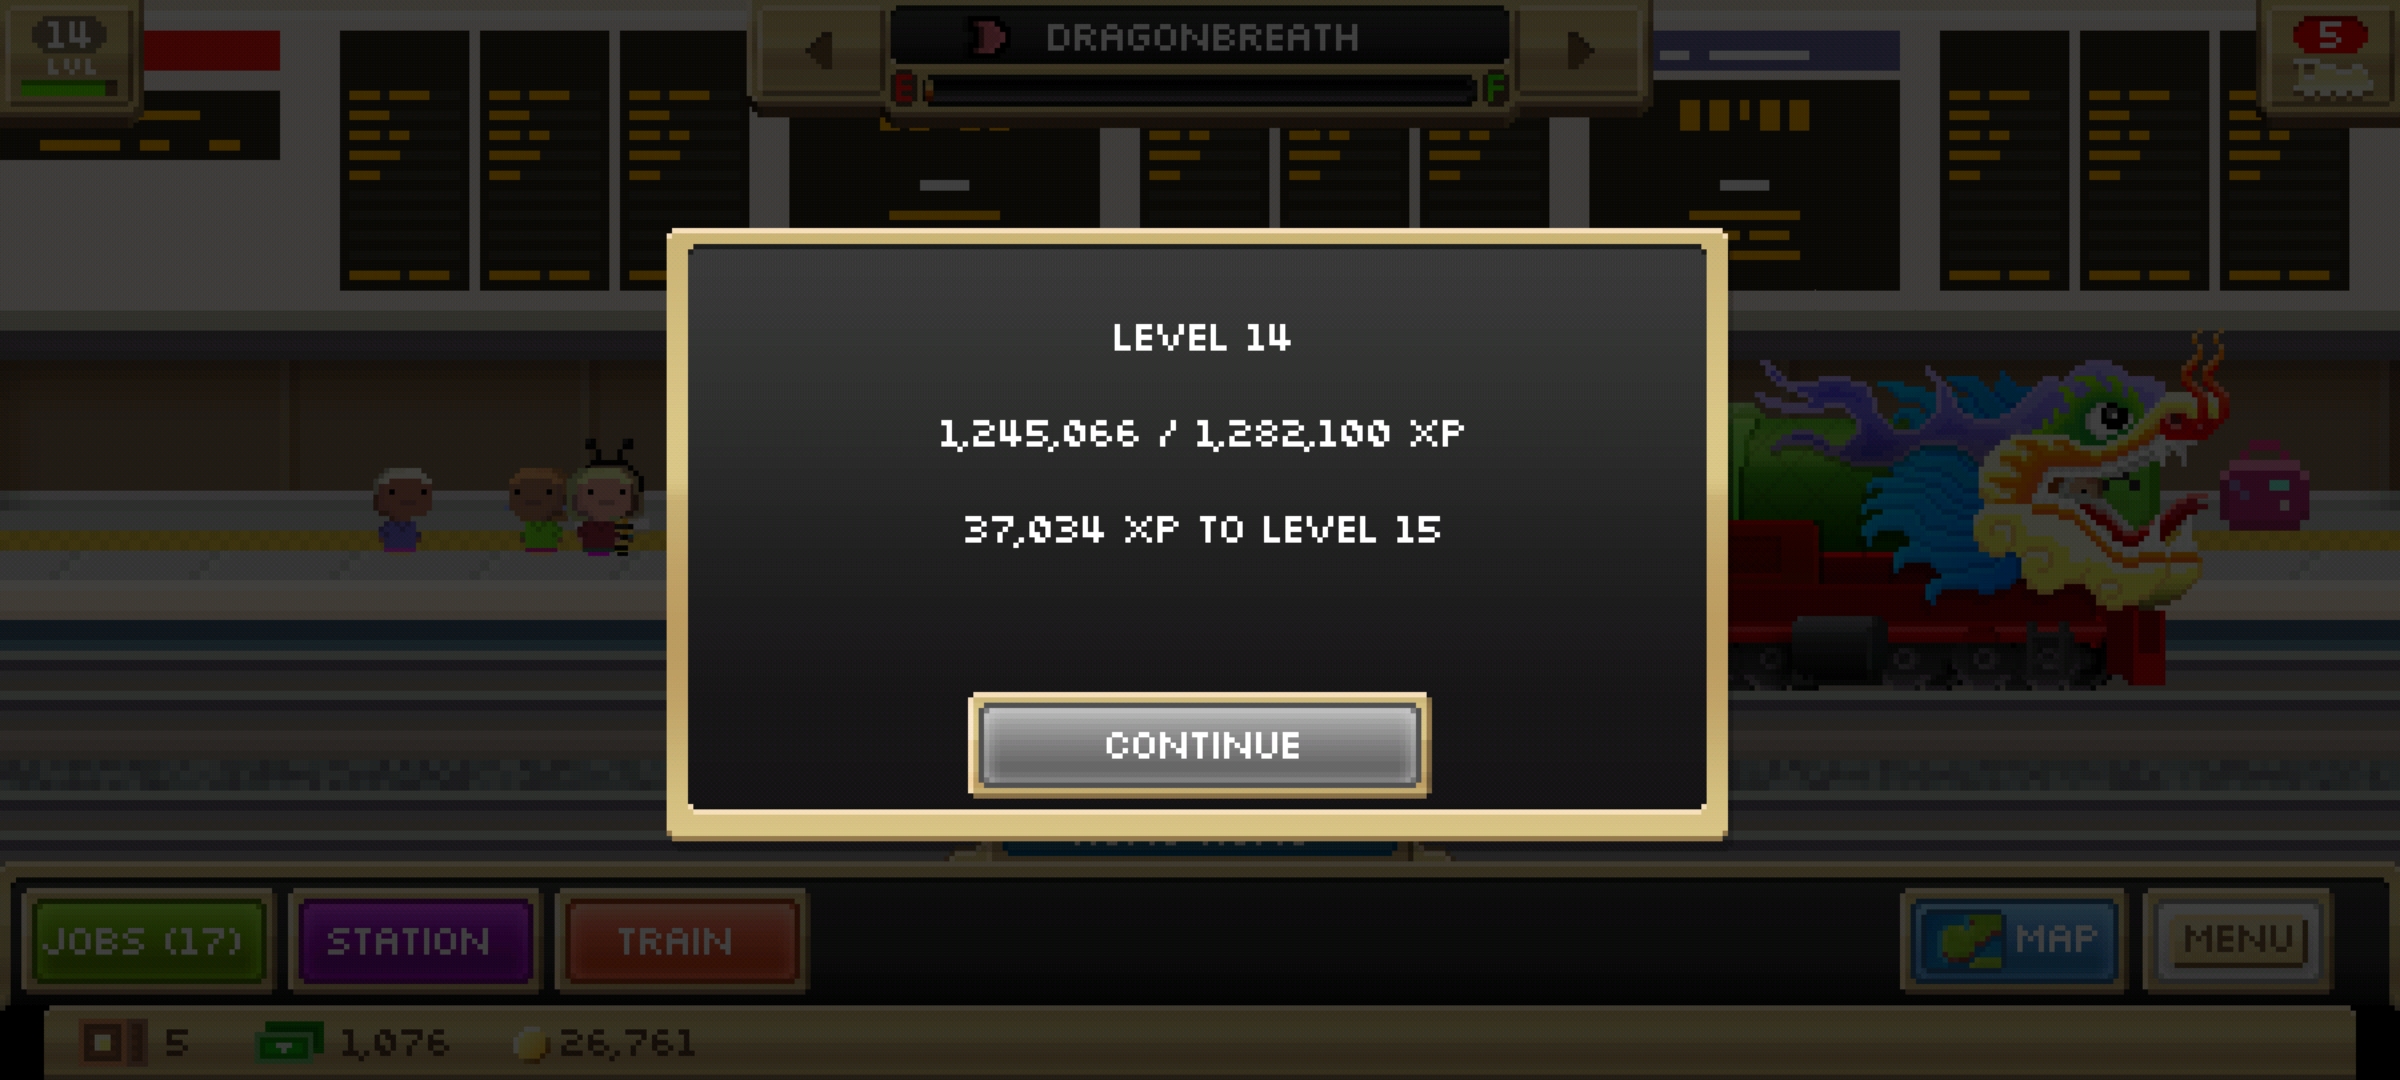 14
LVL
DRAGONBREATH
E
F
5
LEVEL 14
1,245,066 / 1,282,100 XP
37,034 XP TO LEVEL 15
CONTINUE
JOBS (17)
STATION
TRAIN
MAP
MENU
5
1,076
26,761